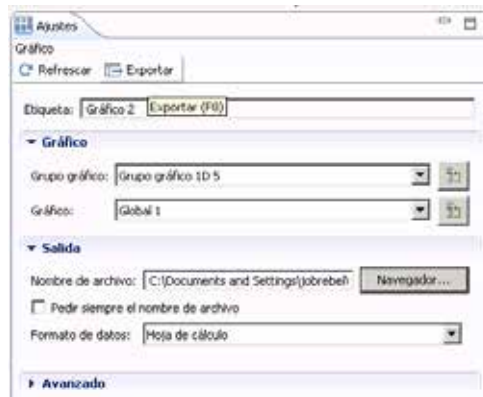 Ajustes
Gráfico
Refrescar Exportar
Etiqueta: Gráfico 2 Exportar (F8)
Gráfico
Grupo gráfico: Grupo gráfico 1D 5
Gráfico: Global 1
Salida
Nombre de archivo: C:\Documents and Settings\jobrebel\ Navegador...
Pedir siempre el nombre de archivo
Formato de datos: Hoja de cálculo
Avanzado